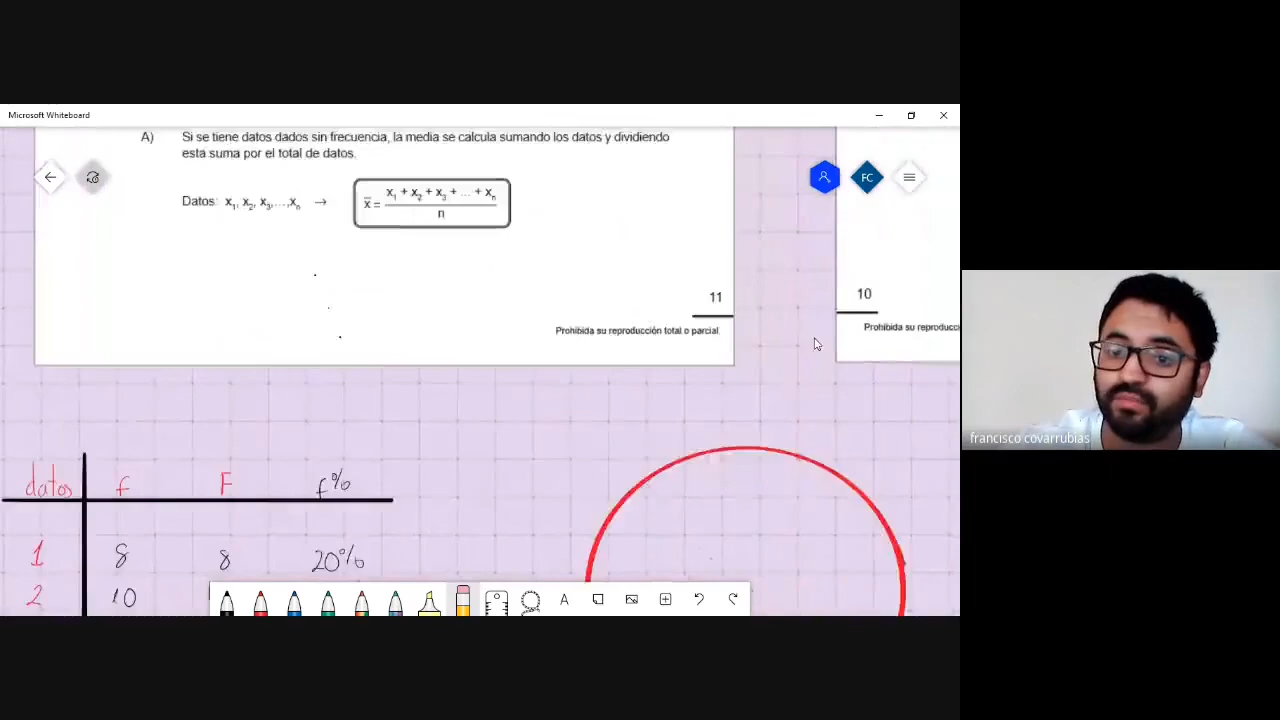 Microsoft Whiteboard
A) Si se tiene datos dados sin frecuencia, la media se calcula sumando los datos y dividiendo
esta suma por el total de datos.
FC
Datos: x₁, x₂, x₃,…,xₙ → x̄ = (x₁ + x₂ + x₃ + … + xₙ) / n
11
10
Prohibida su reproducción total o parcial.
Prohibida su reproducci
francisco covarrubias
datos f F f%
1 8 8 20%
2 10
A